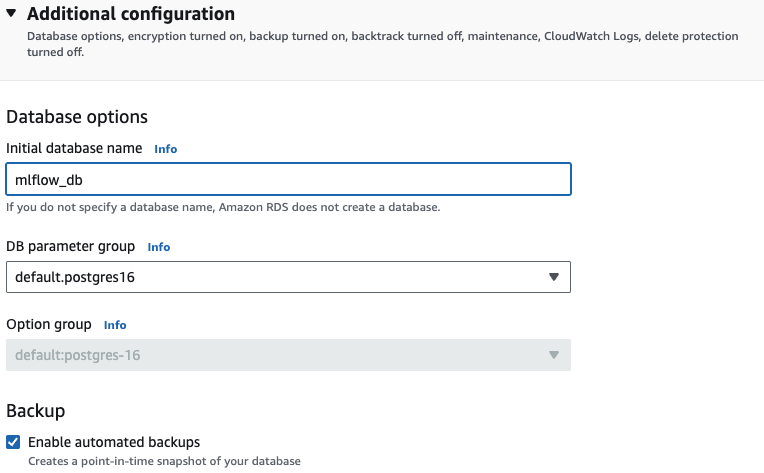 Additional configuration
Database options, encryption turned on, backup turned on, backtrack turned off, maintenance, CloudWatch Logs, delete protection
turned off.
Database options
Initial database name Info
mlflow_db
If you do not specify a database name, Amazon RDS does not create a database.
DB parameter group Info
default.postgres16
Option group Info
default:postgres-16
Backup
Enable automated backups
Creates a point-in-time snapshot of your database